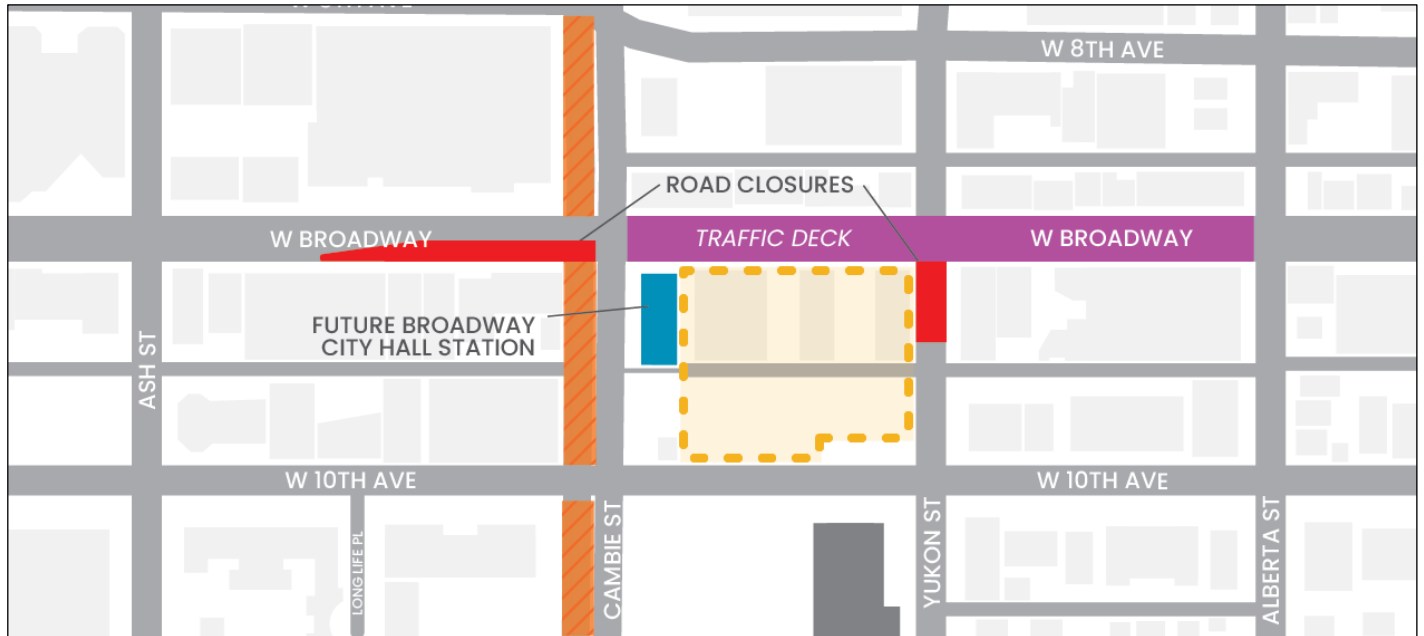 W 8TH AVE
ROAD CLOSURES
W BROADWAY
TRAFFIC DECK
W BROADWAY
FUTURE BROADWAY
CITY HALL STATION
ASH ST
W 10TH AVE
W 10TH AVE
LONG LIFE PL
CAMBIE ST
YUKON ST
ALBERTA ST